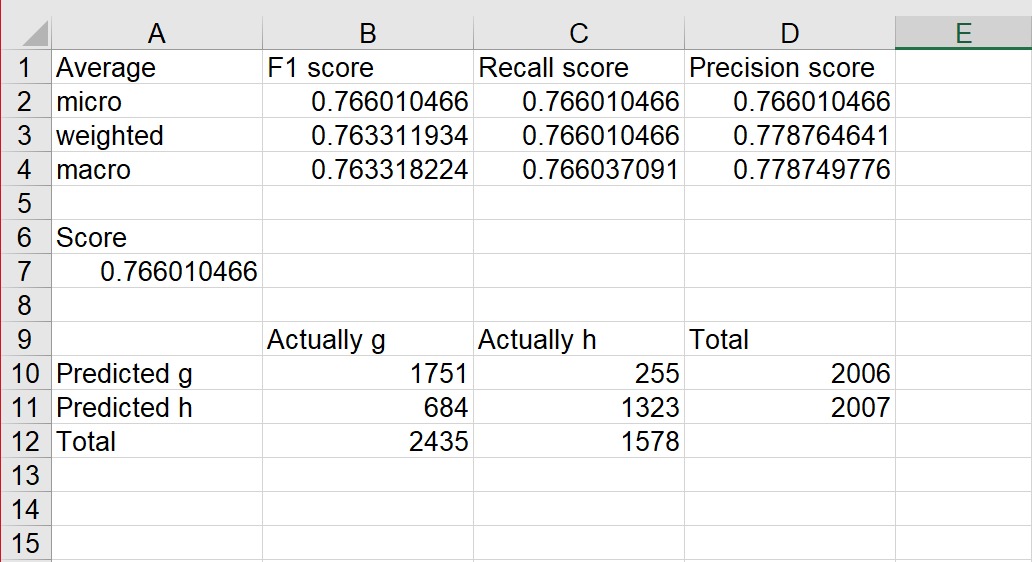 A B C D E
1 Average F1 score Recall score Precision score
2 micro 0.766010466 0.766010466 0.766010466
3 weighted 0.763311934 0.766010466 0.778764641
4 macro 0.763318224 0.766037091 0.778749776
5
6 Score
7 0.766010466
8
9 Actually g Actually h Total
10 Predicted g 1751 255 2006
11 Predicted h 684 1323 2007
12 Total 2435 1578
13
14
15